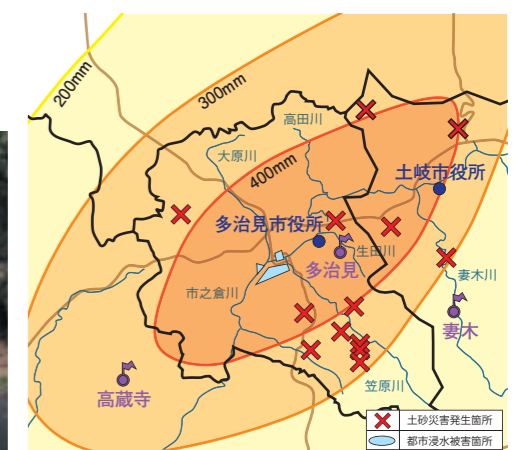 200mm
300mm
高田川
大原川
400mm
土岐市役所
多治見市役所
生田川
多治見
妻木川
市之倉川
妻木
高蔵寺
笠原川
土砂災害発生箇所
都市浸水被害箇所